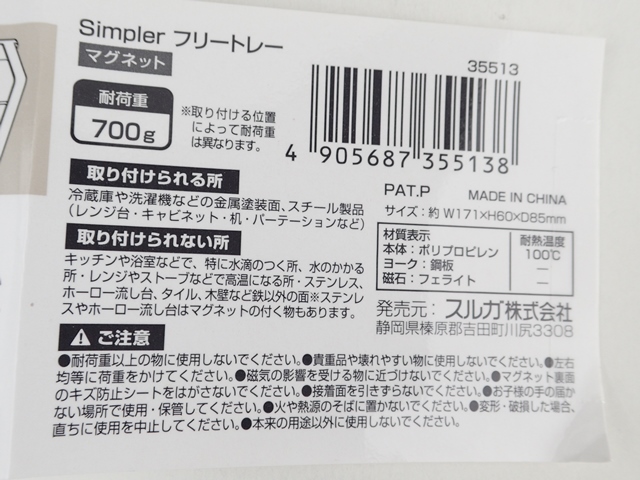 Simpler フリートレー
マグネット
35513
耐荷重
700g
※取り付ける位置
によって耐荷重
は異なります。
4 905687 355138
取り付けられる所
冷蔵庫や洗濯機などの金属塗装面、スチール製品
(レンジ台・キャビネット・机・パーテーションなど)
取り付けられない所
キッチンや浴室などで、特に水滴のつく所、水のかかる
所・レンジやストーブなどで高温になる所・ステンレス、
ホーロー流し台、タイル、木壁など鉄以外の面※ステンレ
スやホーロー流し台はマグネットの付く物もあります。
PAT.P MADE IN CHINA
サイズ:約 W171×H60×D85mm
材質表示 耐熱温度
本体:ポリプロピレン 100℃
ヨーク:鋼板 —
磁石:フェライト —
発売元:スルガ株式会社
静岡県榛原郡吉田町川尻3308
ご注意
●耐荷重以上の物に使用しないでください。●貴重品や壊れやすい物に使用しないでください。●左右
均等に荷重をかけてください。●磁気の影響を受ける物に近づけないでください。●マグネット裏面
のキズ防止シートをはがさないでください。●接着面を引きずらないでください。●お子様の手の届か
ない場所で使用・保管してください。●火や熱源のそばに置かないでください。●変形・破損した場合、
直ちに使用を中止してください。●本来の用途以外に使用しないでください。